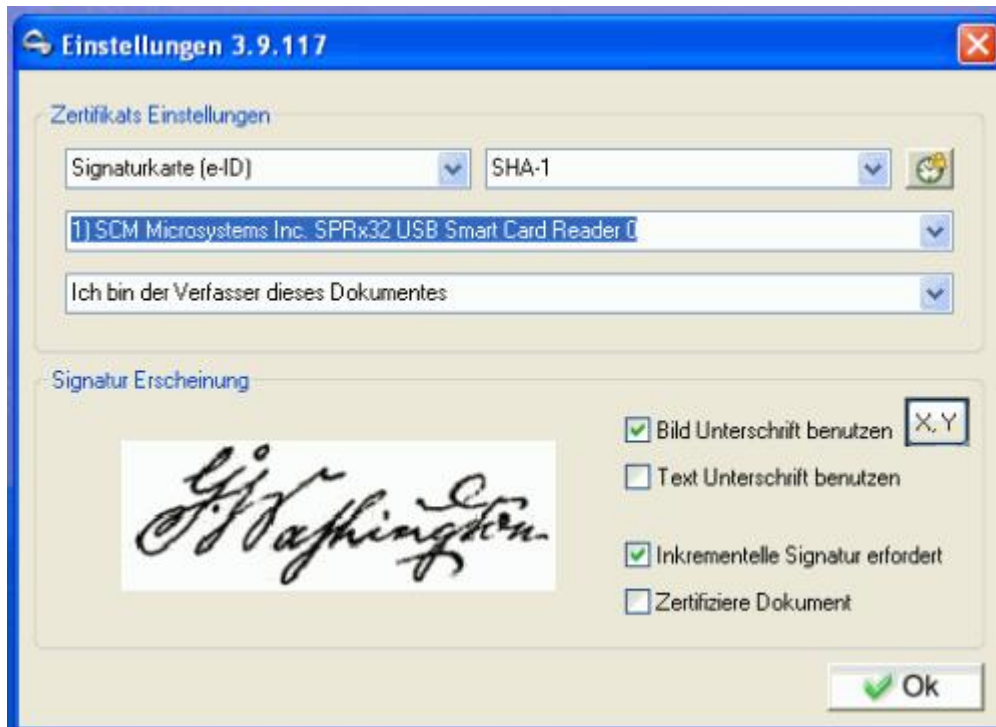 Einstellungen 3.9.117
Zertifikats Einstellungen
Signaturkarte (e-ID) SHA-1
1) SCM Microsystems Inc. SPRx32 USB Smart Card Reader 0
Ich bin der Verfasser dieses Dokumentes
Signatur Erscheinung
Bild Unterschrift benutzen X,Y
Text Unterschrift benutzen
G. Washington
Inkrementelle Signatur erfordert
Zertifiziere Dokument
Ok